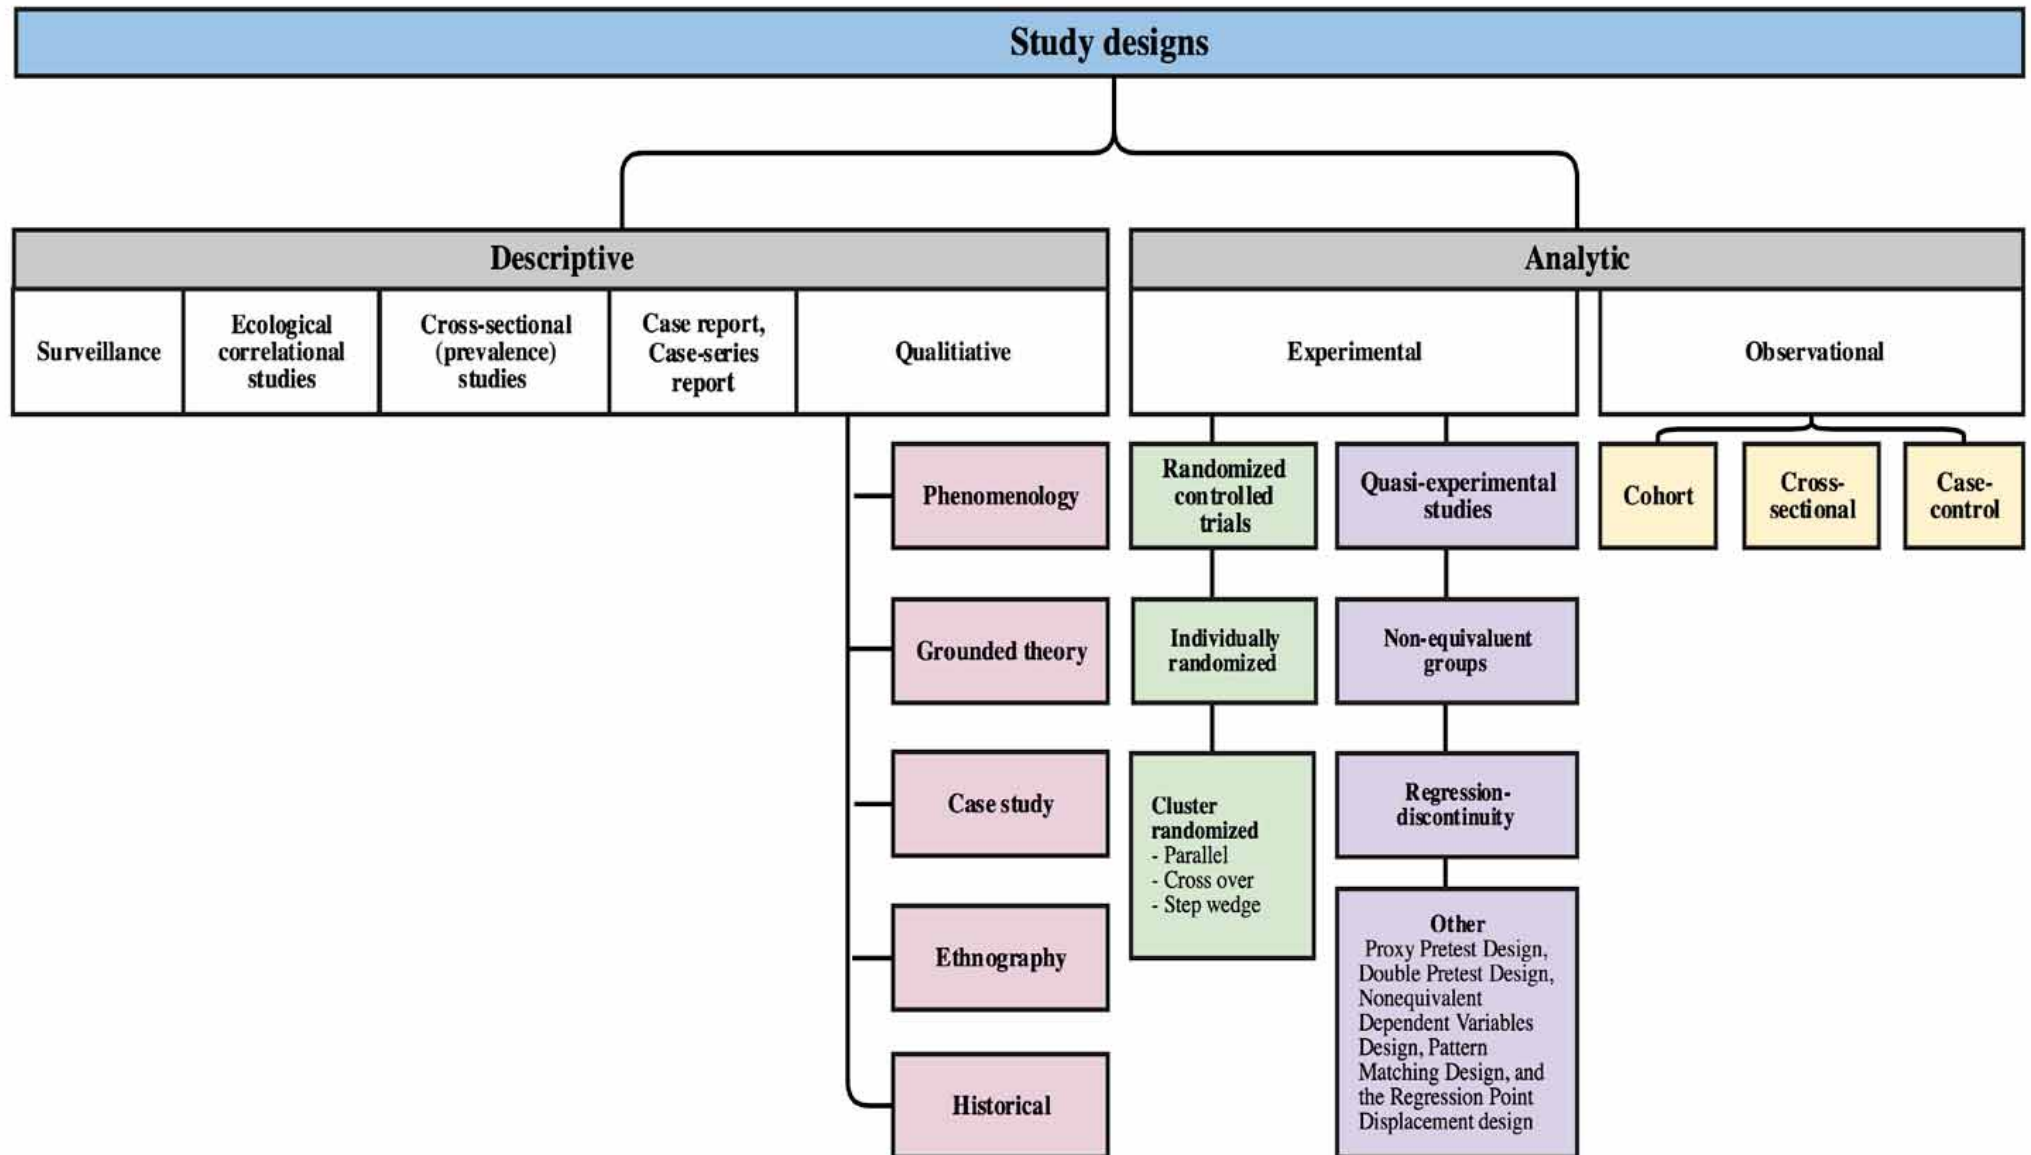 Study designs
Descriptive
Analytic
Surveillance
Ecological
correlational
studies
Cross-sectional
(prevalence)
studies
Case report,
Case-series
report
Qualitiative
Experimental
Observational
Phenomenology
Grounded theory
Case study
Ethnography
Historical
Randomized
controlled
trials
Individually
randomized
Cluster
randomized
- Parallel
- Cross over
- Step wedge
Quasi-experimental
studies
Non-equivaluent
groups
Regression-
discontinuity
Other
Proxy Pretest Design,
Double Pretest Design,
Nonequivalent
Dependent Variables
Design, Pattern
Matching Design, and
the Regression Point
Displacement design
Cohort
Cross-
sectional
Case-
control